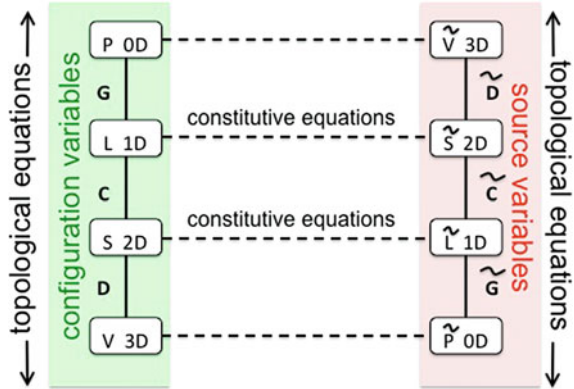 topological equations
configuration variables
P 0D
G
L 1D
C
S 2D
D
V 3D
constitutive equations
constitutive equations
Ṽ 3D
D̃
S̃ 2D
C̃
L̃ 1D
G̃
P̃ 0D
source variables
topological equations